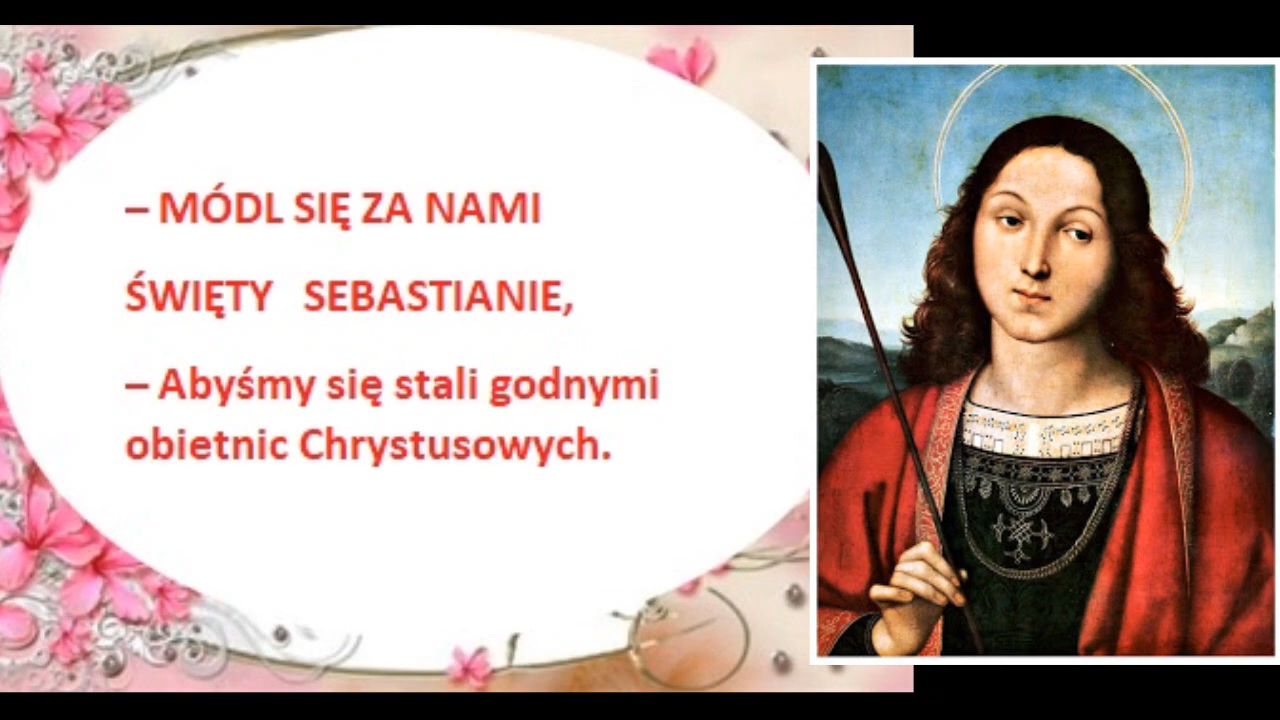 – MÓDL SIĘ ZA NAMI
ŚWIĘTY SEBASTIANIE,
– Abyśmy się stali godnymi
obietnic Chrystusowych.